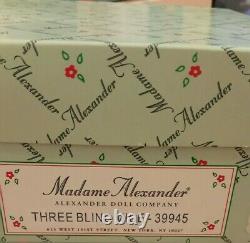 Madame Alexander
Madame Alexander
Madame Alexander
Madame Alexander®
ALEXANDER DOLL COMPANY
THREE BLIND 39945
615 WEST 131ST STREET, NEW YORK, NY 10027